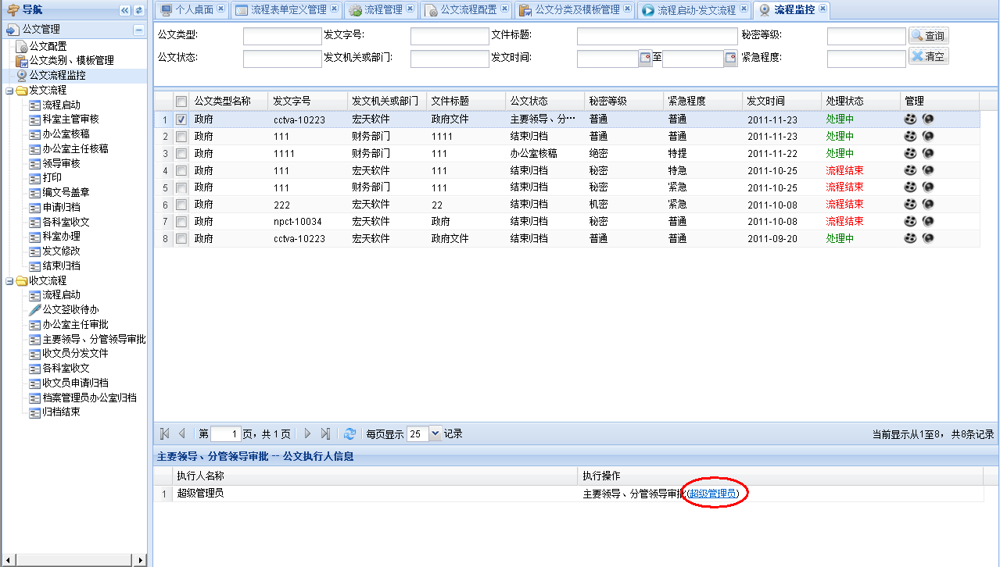 导航
公文管理
公文配置
公文类别、模板管理
公文流程监控
发文流程
流程启动
科室主管审核
办公室核稿
办公室主任核稿
领导审核
打印
编文号盖章
申请归档
各科室收文
科室办理
发文修改
结束归档
收文流程
流程启动
公文签收待办
办公室主任审批
主要领导、分管领导审批
收文员分发文件
各科室收文
收文员申请归档
档案管理员办公室归档
归档结束
个人桌面 流程表单定义管理 流程管理 公文流程配置 公文分类及模板管理 流程启动-发文流程 流程监控
公文类型: 发文字号: 文件标题: 秘密等级: 查询
公文状态: 发文机关或部门: 发文时间: 至 紧急程度: 清空
公文类型名称 发文字号 发文机关或部门 文件标题 公文状态 秘密等级 紧急程度 发文时间 处理状态 管理
1 政府 cctva-10223 宏天软件 政府文件 主要领导、分… 普通 普通 2011-11-23 处理中
2 政府 111 财务部门 1111 结束归档 普通 普通 2011-11-23 处理中
3 政府 1111 财务部门 111 办公室核稿 绝密 特提 2011-11-22 处理中
4 政府 111 宏天软件 111 结束归档 秘密 特急 2011-10-25 流程结束
5 政府 111 财务部门 111 结束归档 秘密 紧急 2011-10-25 流程结束
6 政府 222 宏天软件 22 结束归档 机密 紧急 2011-10-08 流程结束
7 政府 npct-10034 宏天软件 政府 结束归档 秘密 普通 2011-10-08 流程结束
8 政府 cctva-10223 宏天软件 政府文件 结束归档 普通 普通 2011-09-20 处理中
第 1 页，共 1 页 每页显示 25 记录 当前显示从1至8，共8条记录
主要领导、分管领导审批 -- 公文执行人信息
执行人名称 执行操作
1 超级管理员 主要领导、分管领导审批(超级管理员)